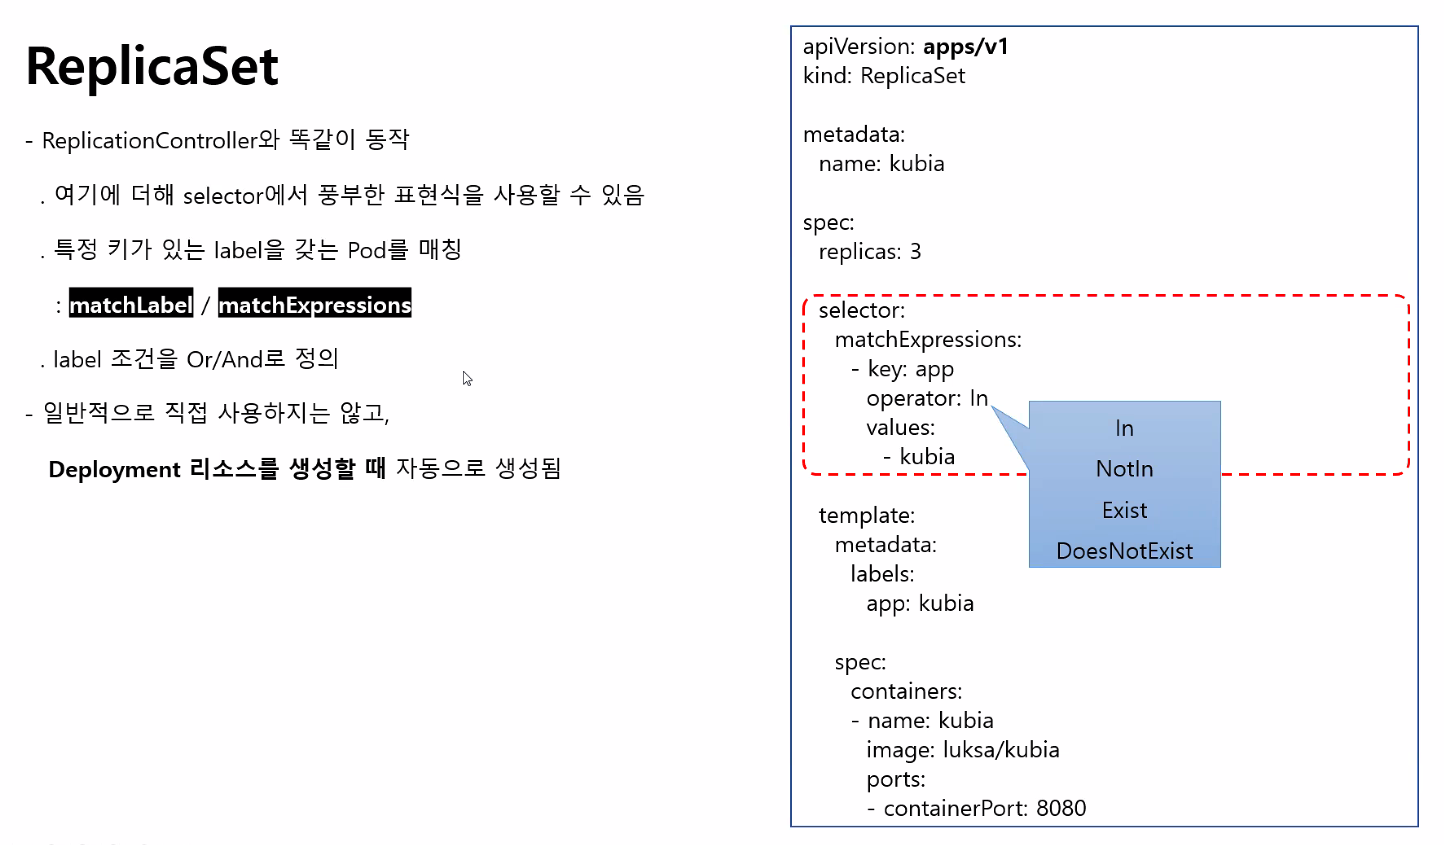 ReplicaSet
- ReplicationController와 똑같이 동작
. 여기에 더해 selector에서 풍부한 표현식을 사용할 수 있음
. 특정 키가 있는 label을 갖는 Pod를 매칭
: matchLabel / matchExpressions
. label 조건을 Or/And로 정의
- 일반적으로 직접 사용하지는 않고,
Deployment 리소스를 생성할 때 자동으로 생성됨
apiVersion: apps/v1
kind: ReplicaSet
metadata:
name: kubia
spec:
replicas: 3
selector:
matchExpressions:
- key: app
operator: In
values:
- kubia
In
NotIn
Exist
DoesNotExist
template:
metadata:
labels:
app: kubia
spec:
containers:
- name: kubia
image: luksa/kubia
ports:
- containerPort: 8080